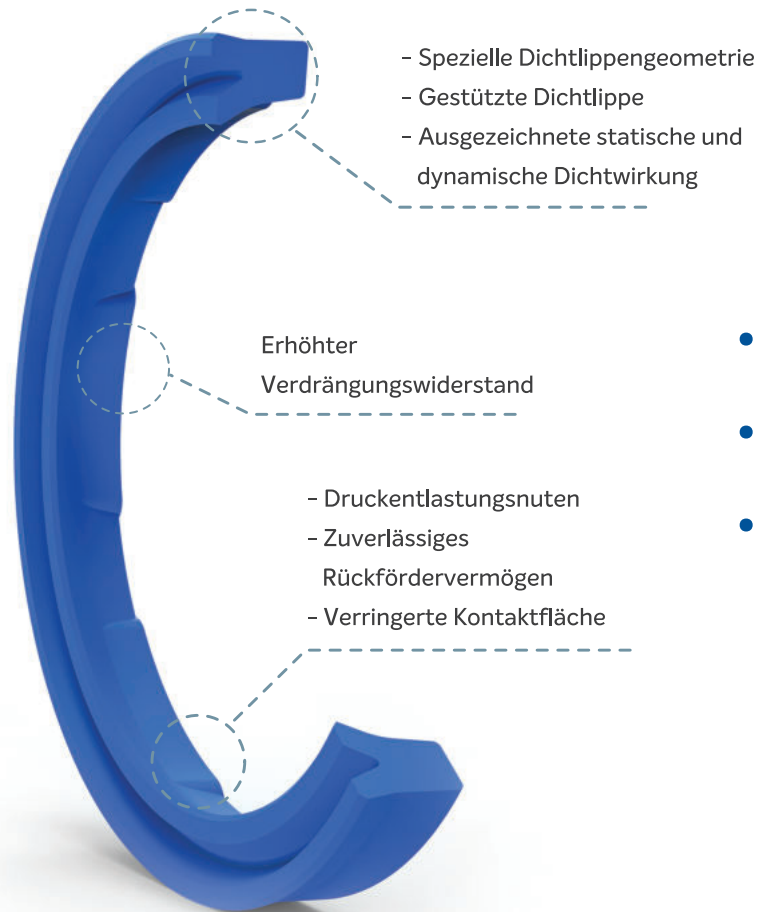 - Spezielle Dichtlippengeometrie
- Gestützte Dichtlippe
- Ausgezeichnete statische und
dynamische Dichtwirkung
Erhöhter
Verdrängungswiderstand
- Druckentlastungsnuten
- Zuverlässiges
Rückfördervermögen
- Verringerte Kontaktfläche